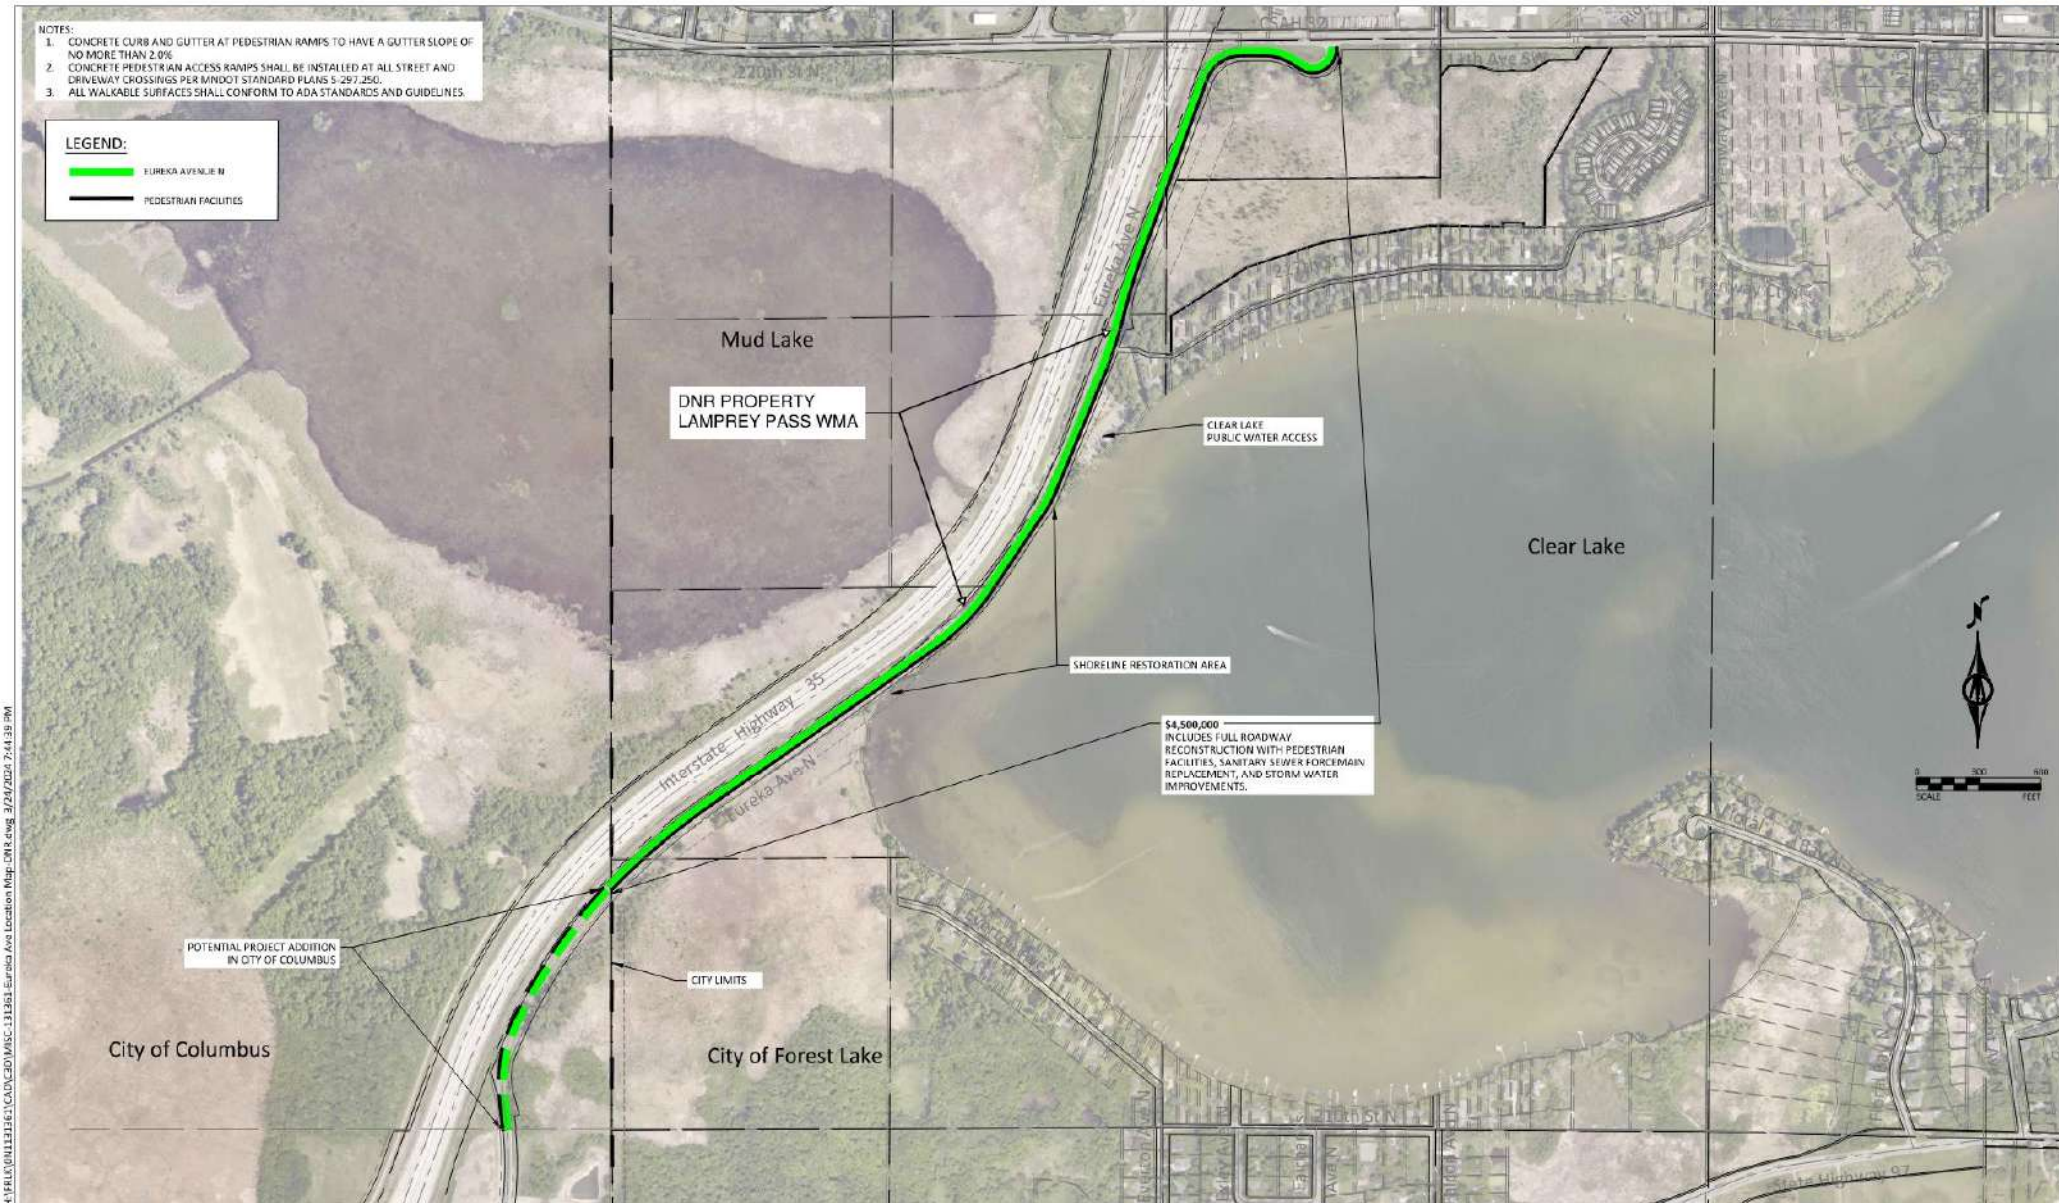 NOTES:
1. CONCRETE CURB AND GUTTER AT PEDESTRIAN RAMPS TO HAVE A GUTTER SLOPE OF
NO MORE THAN 2.0%
2. CONCRETE PEDESTRIAN ACCESS RAMPS SHALL BE INSTALLED AT ALL STREET AND
DRIVEWAY CROSSINGS PER MNDOT STANDARD PLANS 5-297.250.
3. ALL WALKABLE SURFACES SHALL CONFORM TO ADA STANDARDS AND GUIDELINES.
LEGEND:
EUREKA AVENUE N
PEDESTRIAN FACILITIES
220th St N
Eureka Ave N
Mud Lake
DNR PROPERTY
LAMPREY PASS WMA
CLEAR LAKE
PUBLIC WATER ACCESS
Clear Lake
SHORELINE RESTORATION AREA
Interstate Highway 35
Eureka Ave N
$4,500,000
INCLUDES FULL ROADWAY
RECONSTRUCTION WITH PEDESTRIAN
FACILITIES, SANITARY SEWER FORCEMAIN
REPLACEMENT, AND STORM WATER
IMPROVEMENTS.
N
0 300 600
SCALE FEET
POTENTIAL PROJECT ADDITION
IN CITY OF COLUMBUS
CITY LIMITS
City of Columbus
City of Forest Lake
210th St N
State Highway 97